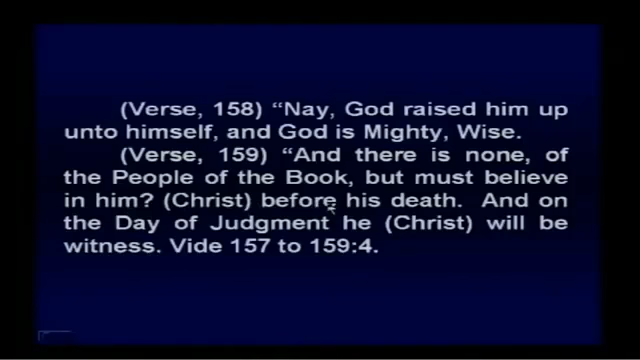 (Verse, 158) “Nay, God raised him up
unto himself, and God is Mighty, Wise.
(Verse, 159) “And there is none, of
the People of the Book, but must believe
in him? (Christ) before his death. And on
the Day of Judgment he (Christ) will be
witness. Vide 157 to 159:4.